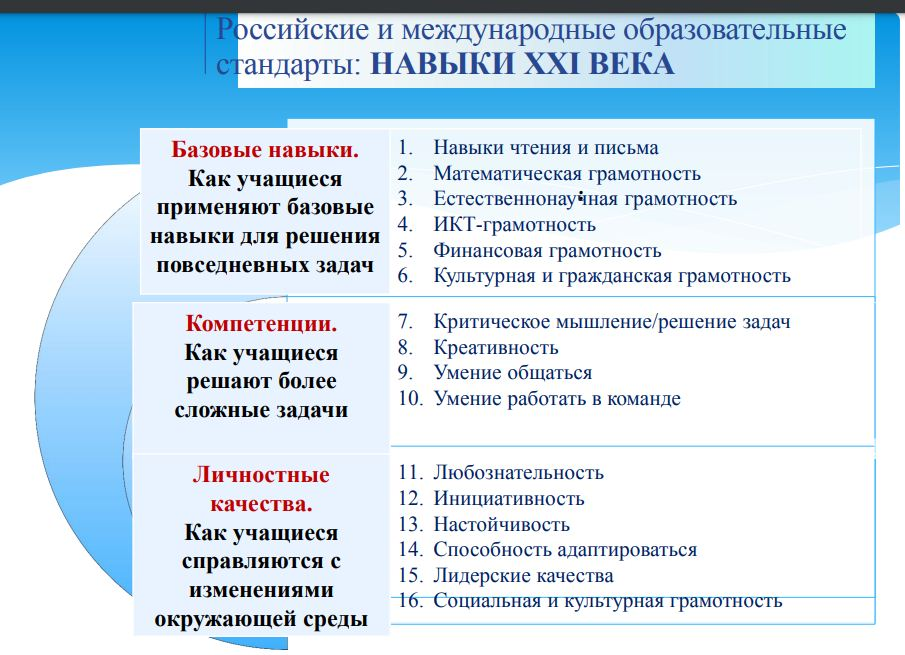 Российские и международные образовательные
стандарты: НАВЫКИ XXI ВЕКА
Базовые навыки.
Как учащиеся
применяют базовые
навыки для решения
повседневных задач
1. Навыки чтения и письма
2. Математическая грамотность
3. Естественнонаучная грамотность
4. ИКТ-грамотность
5. Финансовая грамотность
6. Культурная и гражданская грамотность
Компетенции.
Как учащиеся
решают более
сложные задачи
7. Критическое мышление/решение задач
8. Креативность
9. Умение общаться
10. Умение работать в команде
Личностные
качества.
Как учащиеся
справляются с
изменениями
окружающей среды
11. Любознательность
12. Инициативность
13. Настойчивость
14. Способность адаптироваться
15. Лидерские качества
16. Социальная и культурная грамотность